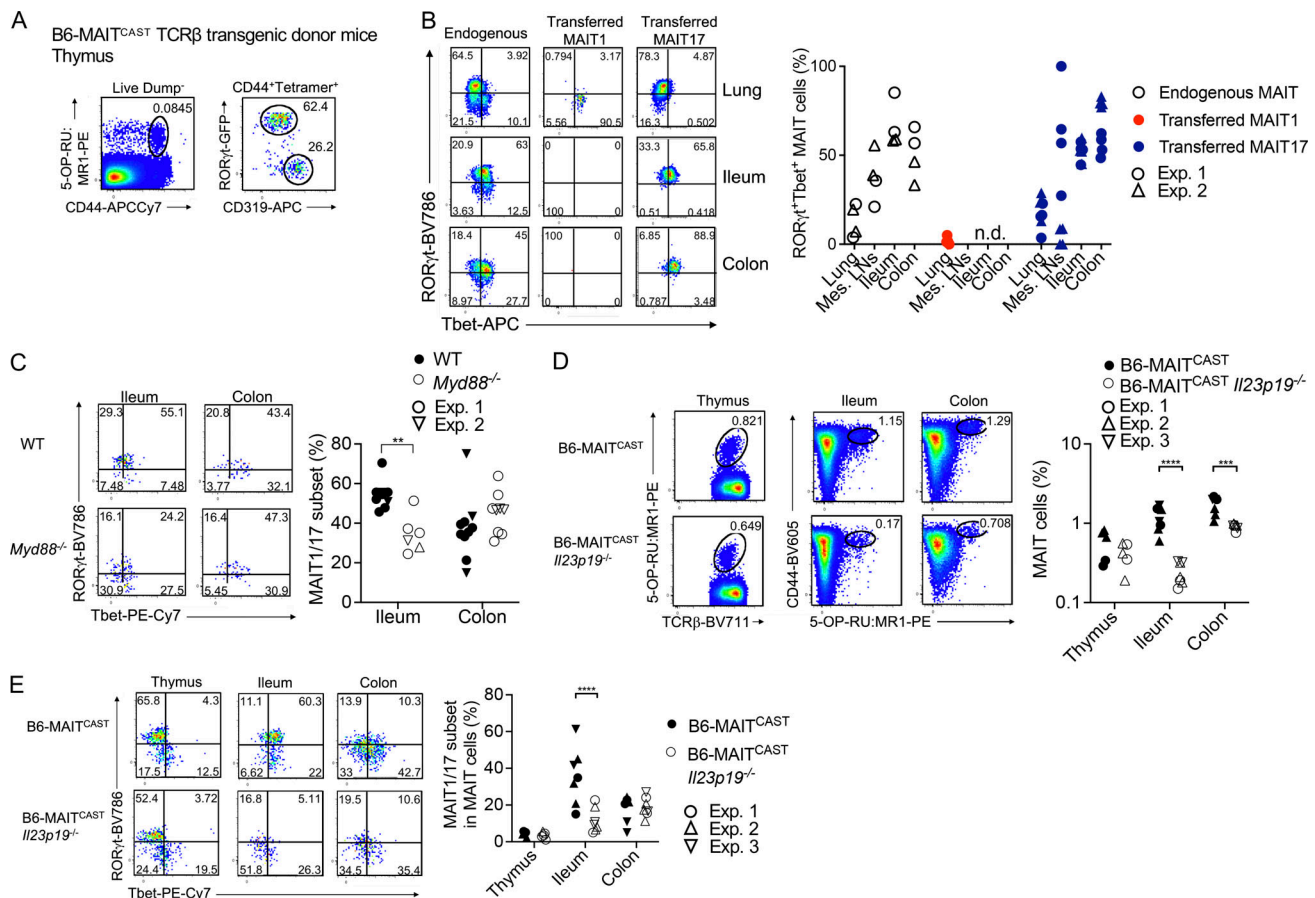 A
B6-MAIT^CAST TCRβ transgenic donor mice
Thymus
Live Dump⁻
CD44⁺Tetramer⁺
0.0845
62.4
26.2
5-OP-RU:
MR1-PE
CD44-APCCy7
RORγt-GFP
CD319-APC
B
Endogenous
Transferred
MAIT1
Transferred
MAIT17
64.5 3.92
21.5 10.1
0.794 3.17
5.56 90.5
78.3 4.87
16.3 0.502
Lung
20.9 63
3.63 12.5
0 0
100 0
33.3 65.8
0.51 0.418
Ileum
18.4 45
8.97 27.7
100 0
0 0
6.85 88.9
0.787 3.48
Colon
RORγt-BV786
Tbet-APC
RORγt⁺Tbet⁺ MAIT cells (%)
100
50
0
n.d.
Lung
Mes. LNs
Ileum
Colon
Lung
Mes. LNs
Ileum
Colon
Lung
Mes. LNs
Ileum
Colon
Endogenous MAIT
Transferred MAIT1
Transferred MAIT17
Exp. 1
Exp. 2
C
Ileum
Colon
WT
29.3 55.1
7.48 7.48
20.8 43.4
3.77 32.1
Myd88⁻/⁻
16.1 24.2
30.9 27.5
16.4 47.3
5.45 30.9
RORγt-BV786
Tbet-PE-Cy7
WT
Myd88⁻/⁻
Exp. 1
Exp. 2
MAIT1/17 subset (%)
80
60
40
20
0
**
Ileum
Colon
D
Thymus
Ileum
Colon
B6-MAIT^CAST
0.821
1.15
1.29
B6-MAIT^CAST
Il23p19⁻/⁻
0.649
0.17
0.708
5-OP-RU:MR1-PE
TCRβ-BV711
CD44-BV605
5-OP-RU:MR1-PE
B6-MAIT^CAST
B6-MAIT^CAST Il23p19⁻/⁻
Exp. 1
Exp. 2
Exp. 3
MAIT cells (%)
10
1
0.1
****
***
Thymus
Ileum
Colon
E
Thymus
Ileum
Colon
B6-MAIT^CAST
65.8 4.3
17.5 12.5
11.1 60.3
6.62 22
13.9 10.3
33 42.7
B6-MAIT^CAST
Il23p19⁻/⁻
52.4 3.72
24.4 19.5
16.8 5.11
51.8 26.3
19.5 10.6
34.5 35.4
RORγt-BV786
Tbet-PE-Cy7
MAIT1/17 subset
in MAIT cells (%)
80
60
40
20
0
****
Thymus
Ileum
Colon
B6-MAIT^CAST
B6-MAIT^CAST
Il23p19⁻/⁻
Exp. 1
Exp. 2
Exp. 3